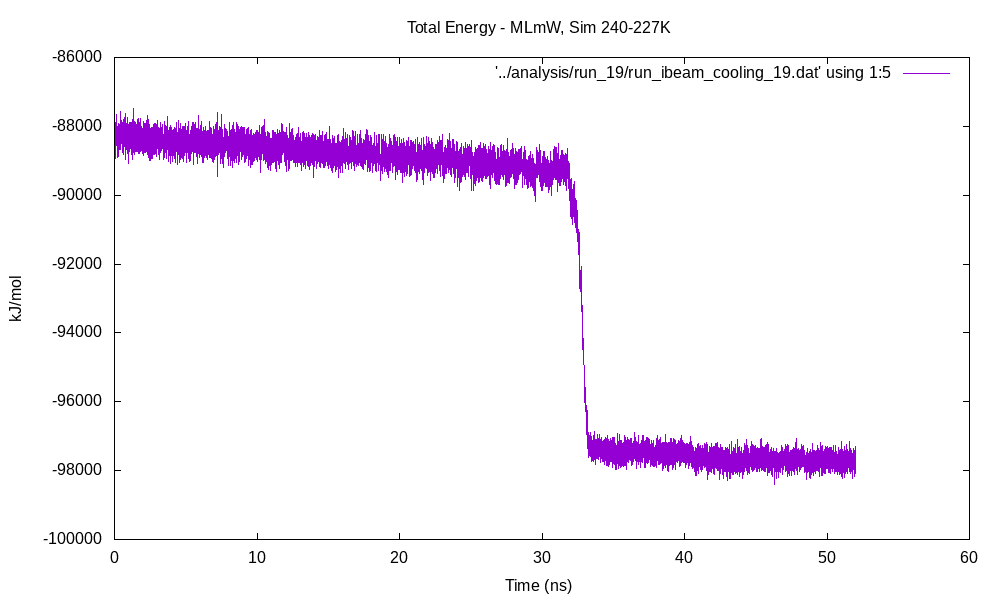 Total Energy - MLmW, Sim 240-227K
'../analysis/run_19/run_ibeam_cooling_19.dat' using 1:5
-86000
-88000
-90000
-92000
-94000
-96000
-98000
-100000
kJ/mol
0 10 20 30 40 50 60
Time (ns)